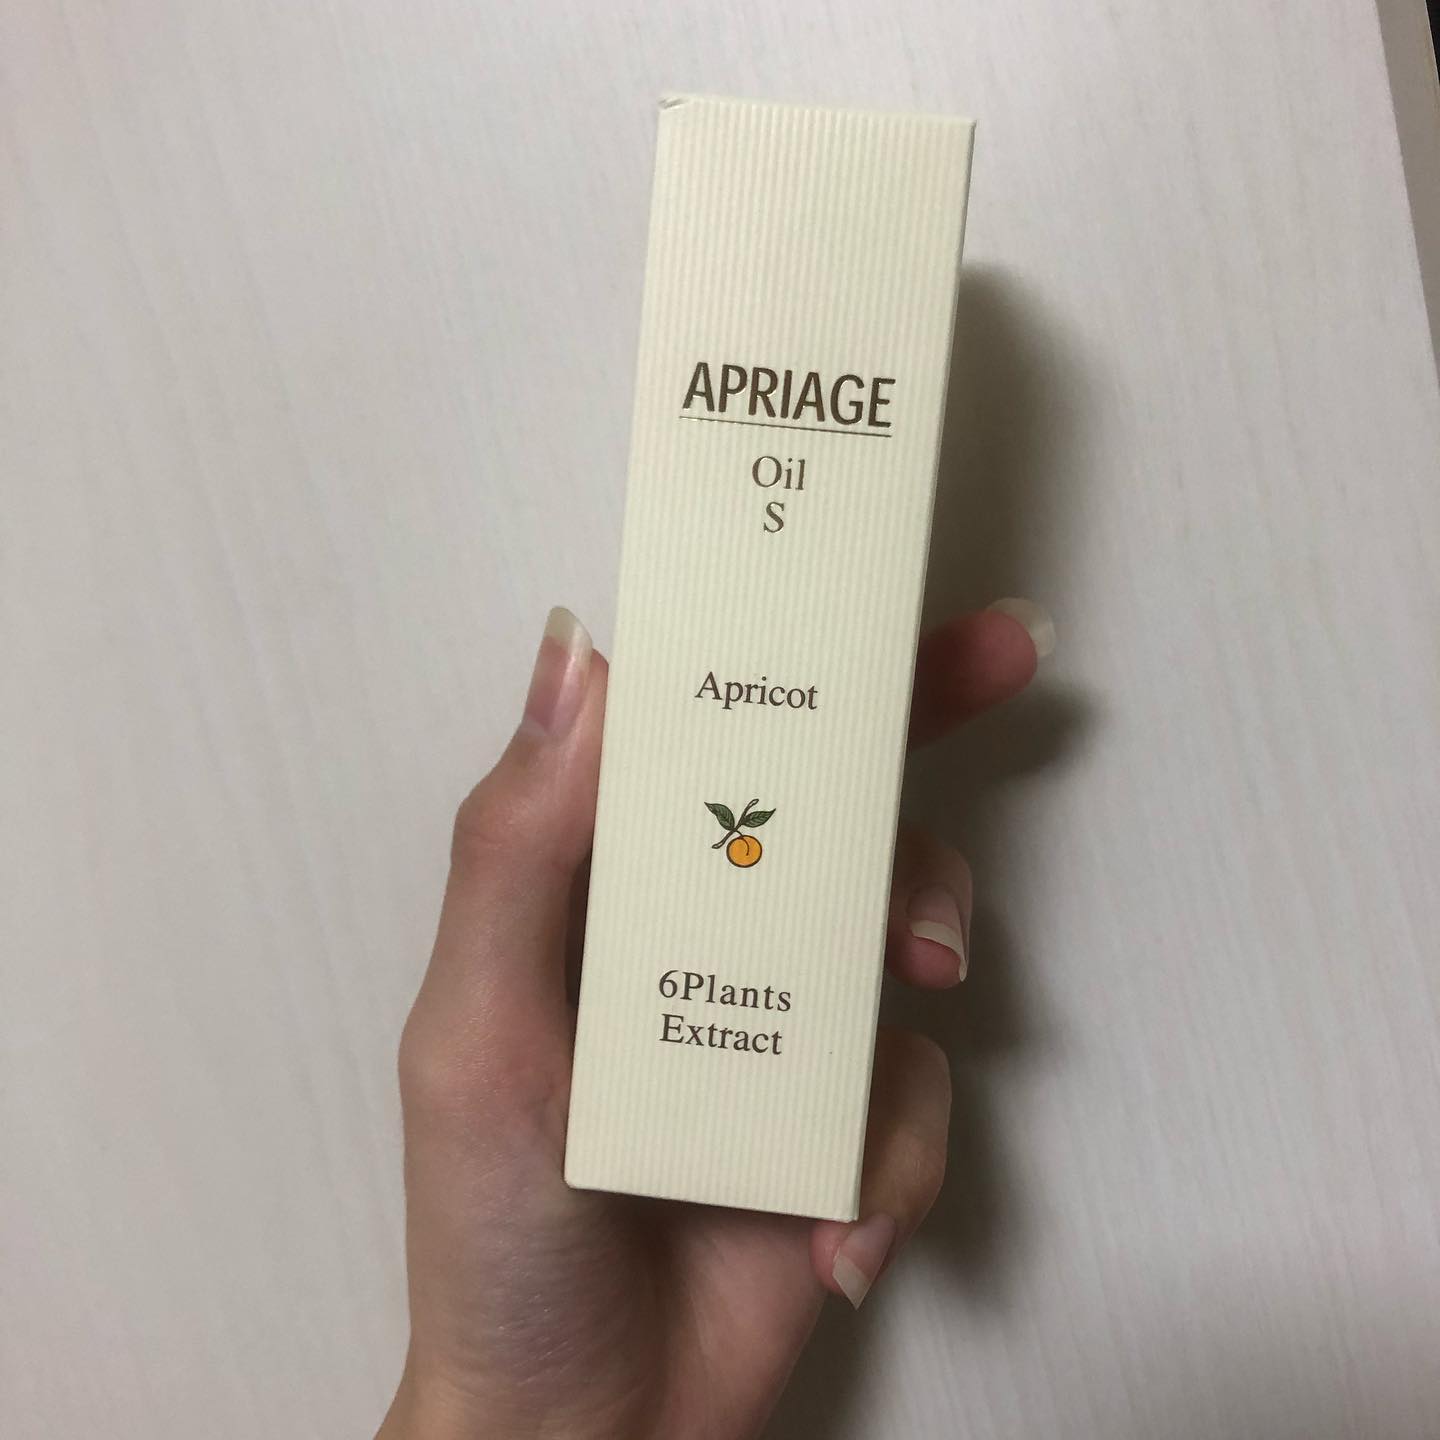 APRIAGE
Oil
S
Apricot
6Plants
Extract